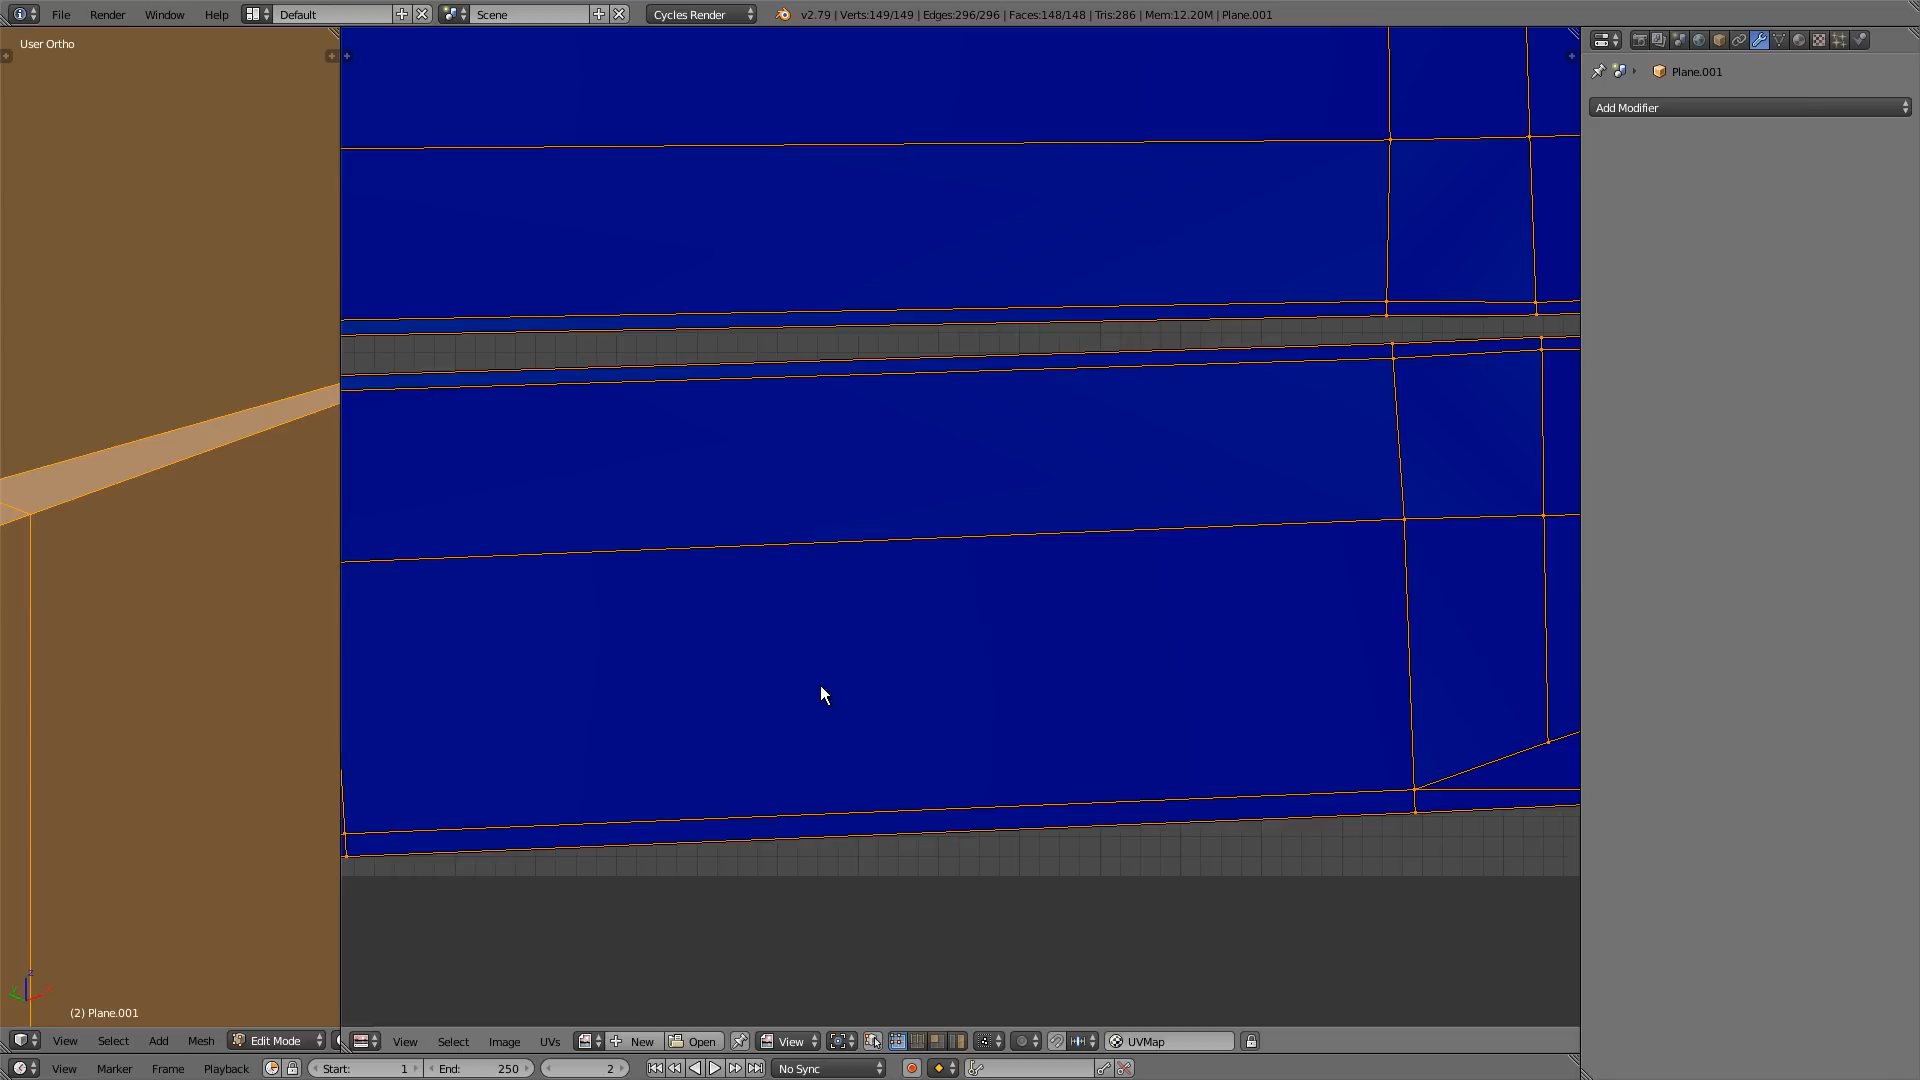 File Render Window Help Default Scene Cycles Render v2.79 | Verts:149/149 | Edges:296/296 | Faces:148/148 | Tris:286 | Mem:12.20M | Plane.001
User Ortho
Plane.001
Add Modifier
z
y x
(2) Plane.001
View Select Add Mesh Edit Mode View Select Image UVs New Open View UVMap
View Marker Frame Playback Start: 1 End: 250 2 No Sync